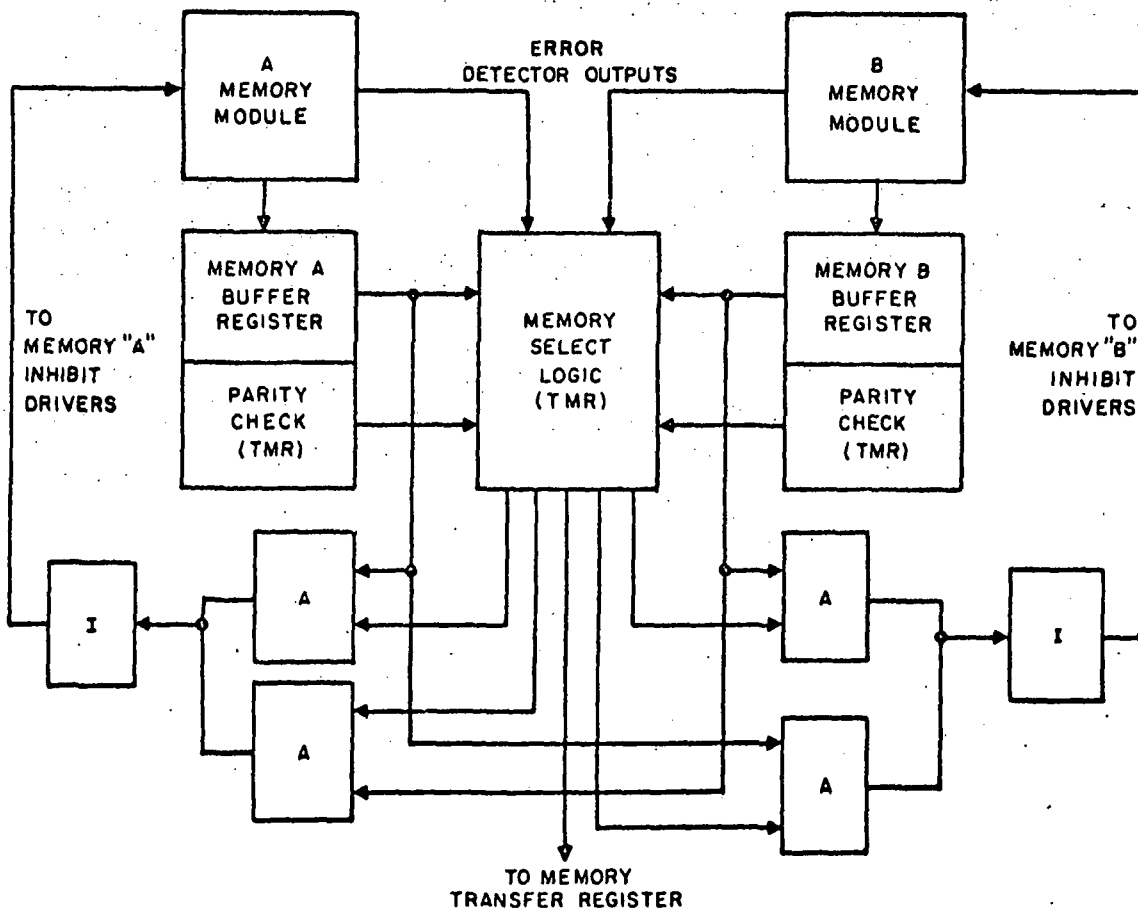 A
MEMORY
MODULE
ERROR
DETECTOR OUTPUTS
B
MEMORY
MODULE
MEMORY A
BUFFER
REGISTER
PARITY
CHECK
(TMR)
MEMORY
SELECT
LOGIC
(TMR)
MEMORY B
BUFFER
REGISTER
PARITY
CHECK
(TMR)
TO
MEMORY "A"
INHIBIT
DRIVERS
TO
MEMORY "B"
INHIBIT
DRIVERS
I
A
A
A
A
I
TO MEMORY
TRANSFER REGISTER